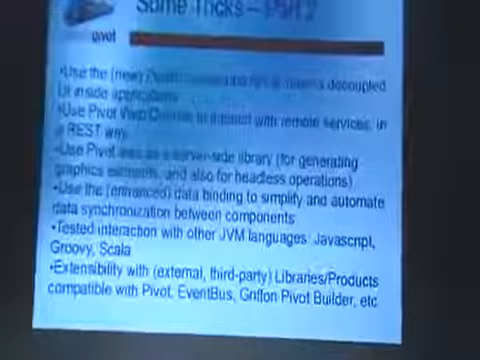 Some Tricks – Part 2
pivot
•Use the (new) decoupled
UI inside applications
•Use Pivot Web to interact with remote services, in
a REST way
•Use Pivot as a server-side library (for generating
graphics elements, and also for headless operations)
•Use the (enhanced) data binding to simplify and automate
data synchronization between components
•Tested interaction with other JVM languages: Javascript,
Groovy, Scala
•Extensibility with (external, third-party) Libraries/Products
compatible with Pivot, EventBus, Griffon Pivot Builder, etc